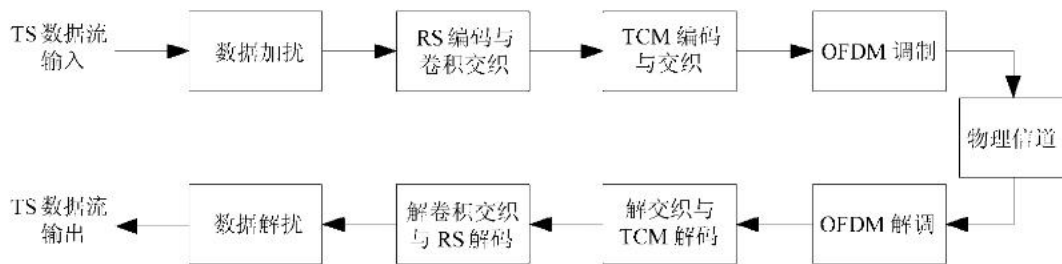 TS 数据流
输入
数据加扰
RS 编码与
卷积交织
TCM 编码
与交织
OFDM 调制
物理信道
TS 数据流
输出
数据解扰
解卷积交织
与 RS 解码
解交织与
TCM 解码
OFDM 解调